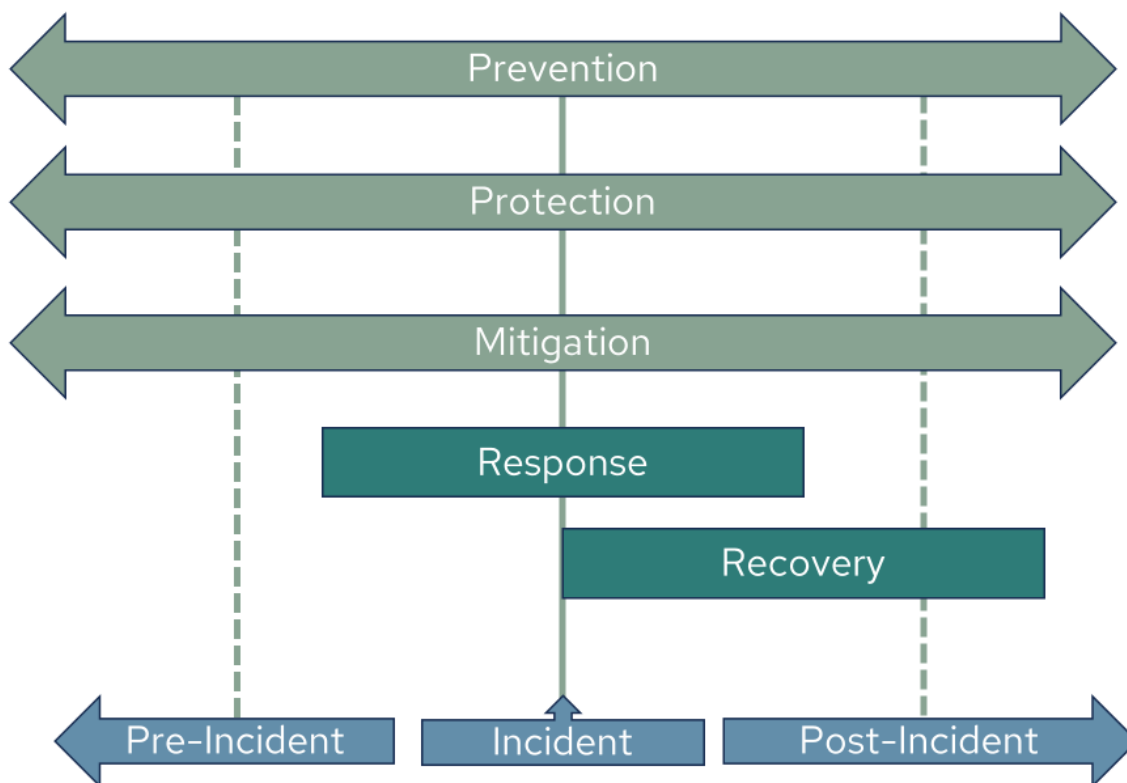 Prevention
Protection
Mitigation
Response
Recovery
Pre-Incident
Incident
Post-Incident